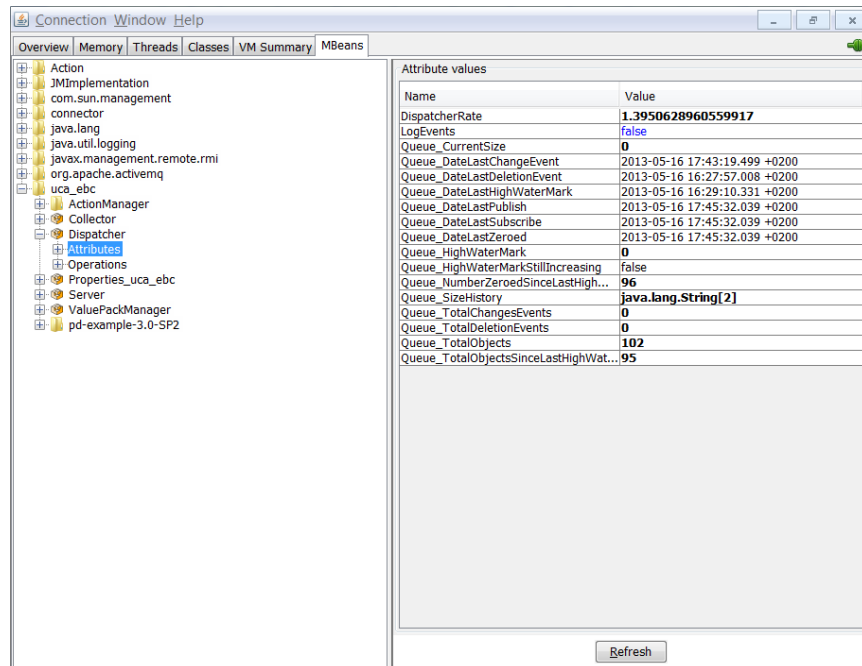 Connection Window Help
Overview Memory Threads Classes VM Summary MBeans
Action
JMImplementation
com.sun.management
connector
java.lang
java.util.logging
javax.management.remote.rmi
org.apache.activemq
uca_ebc
ActionManager
Collector
Dispatcher
Attributes
Operations
Properties_uca_ebc
Server
ValuePackManager
pd-example-3.0-SP2
Attribute values
Name Value
DispatcherRate 1.3950628960559917
LogEvents false
Queue_CurrentSize 0
Queue_DateLastChangeEvent 2013-05-16 17:43:19.499 +0200
Queue_DateLastDeletionEvent 2013-05-16 16:27:57.008 +0200
Queue_DateLastHighWaterMark 2013-05-16 16:29:10.331 +0200
Queue_DateLastPublish 2013-05-16 17:45:32.039 +0200
Queue_DateLastSubscribe 2013-05-16 17:45:32.039 +0200
Queue_DateLastZeroed 2013-05-16 17:45:32.039 +0200
Queue_HighWaterMark 0
Queue_HighWaterMarkStillIncreasing false
Queue_NumberZeroedSinceLastHigh... 96
Queue_SizeHistory java.lang.String[2]
Queue_TotalChangesEvents 0
Queue_TotalDeletionEvents 0
Queue_TotalObjects 102
Queue_TotalObjectsSinceLastHighWat... 95
Refresh